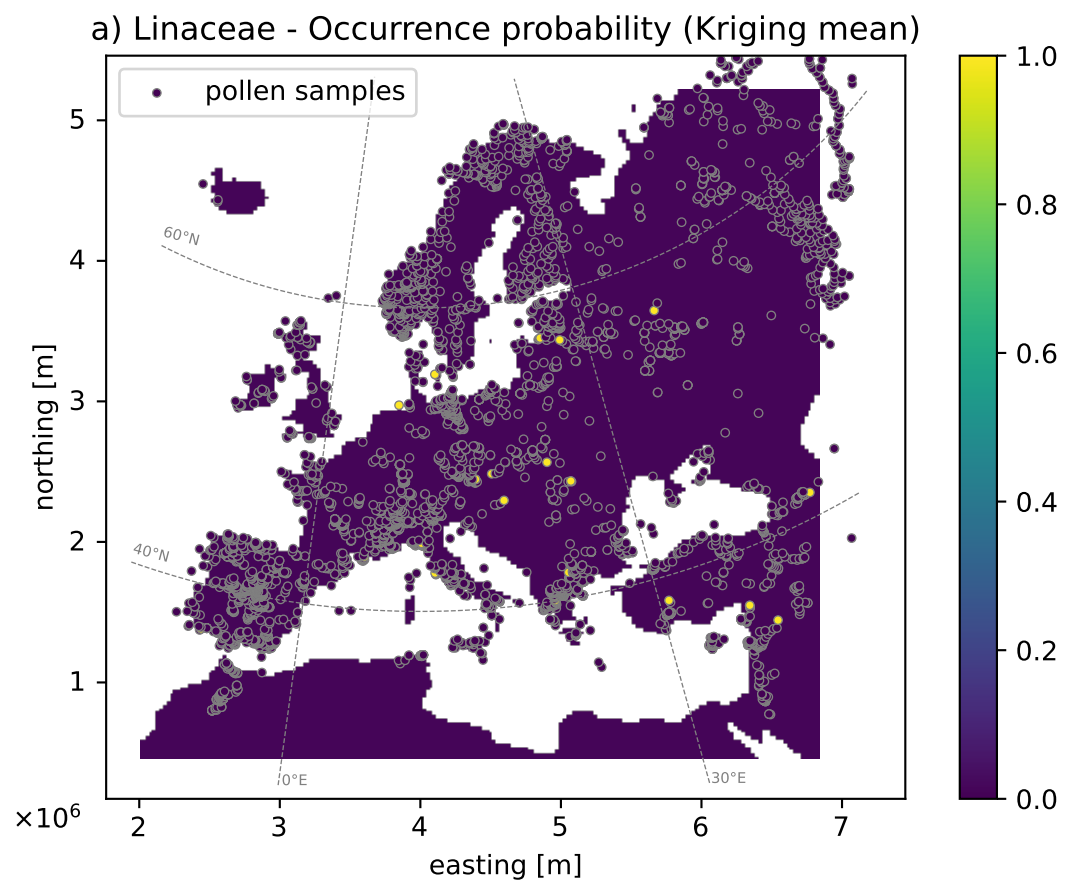 a) Linaceae - Occurrence probability (Kriging mean)
pollen samples
60°N
40°N
0°E
30°E
5
4
3
2
1
northing [m]
×10⁶
2 3 4 5 6 7
easting [m]
1.0
0.8
0.6
0.4
0.2
0.0